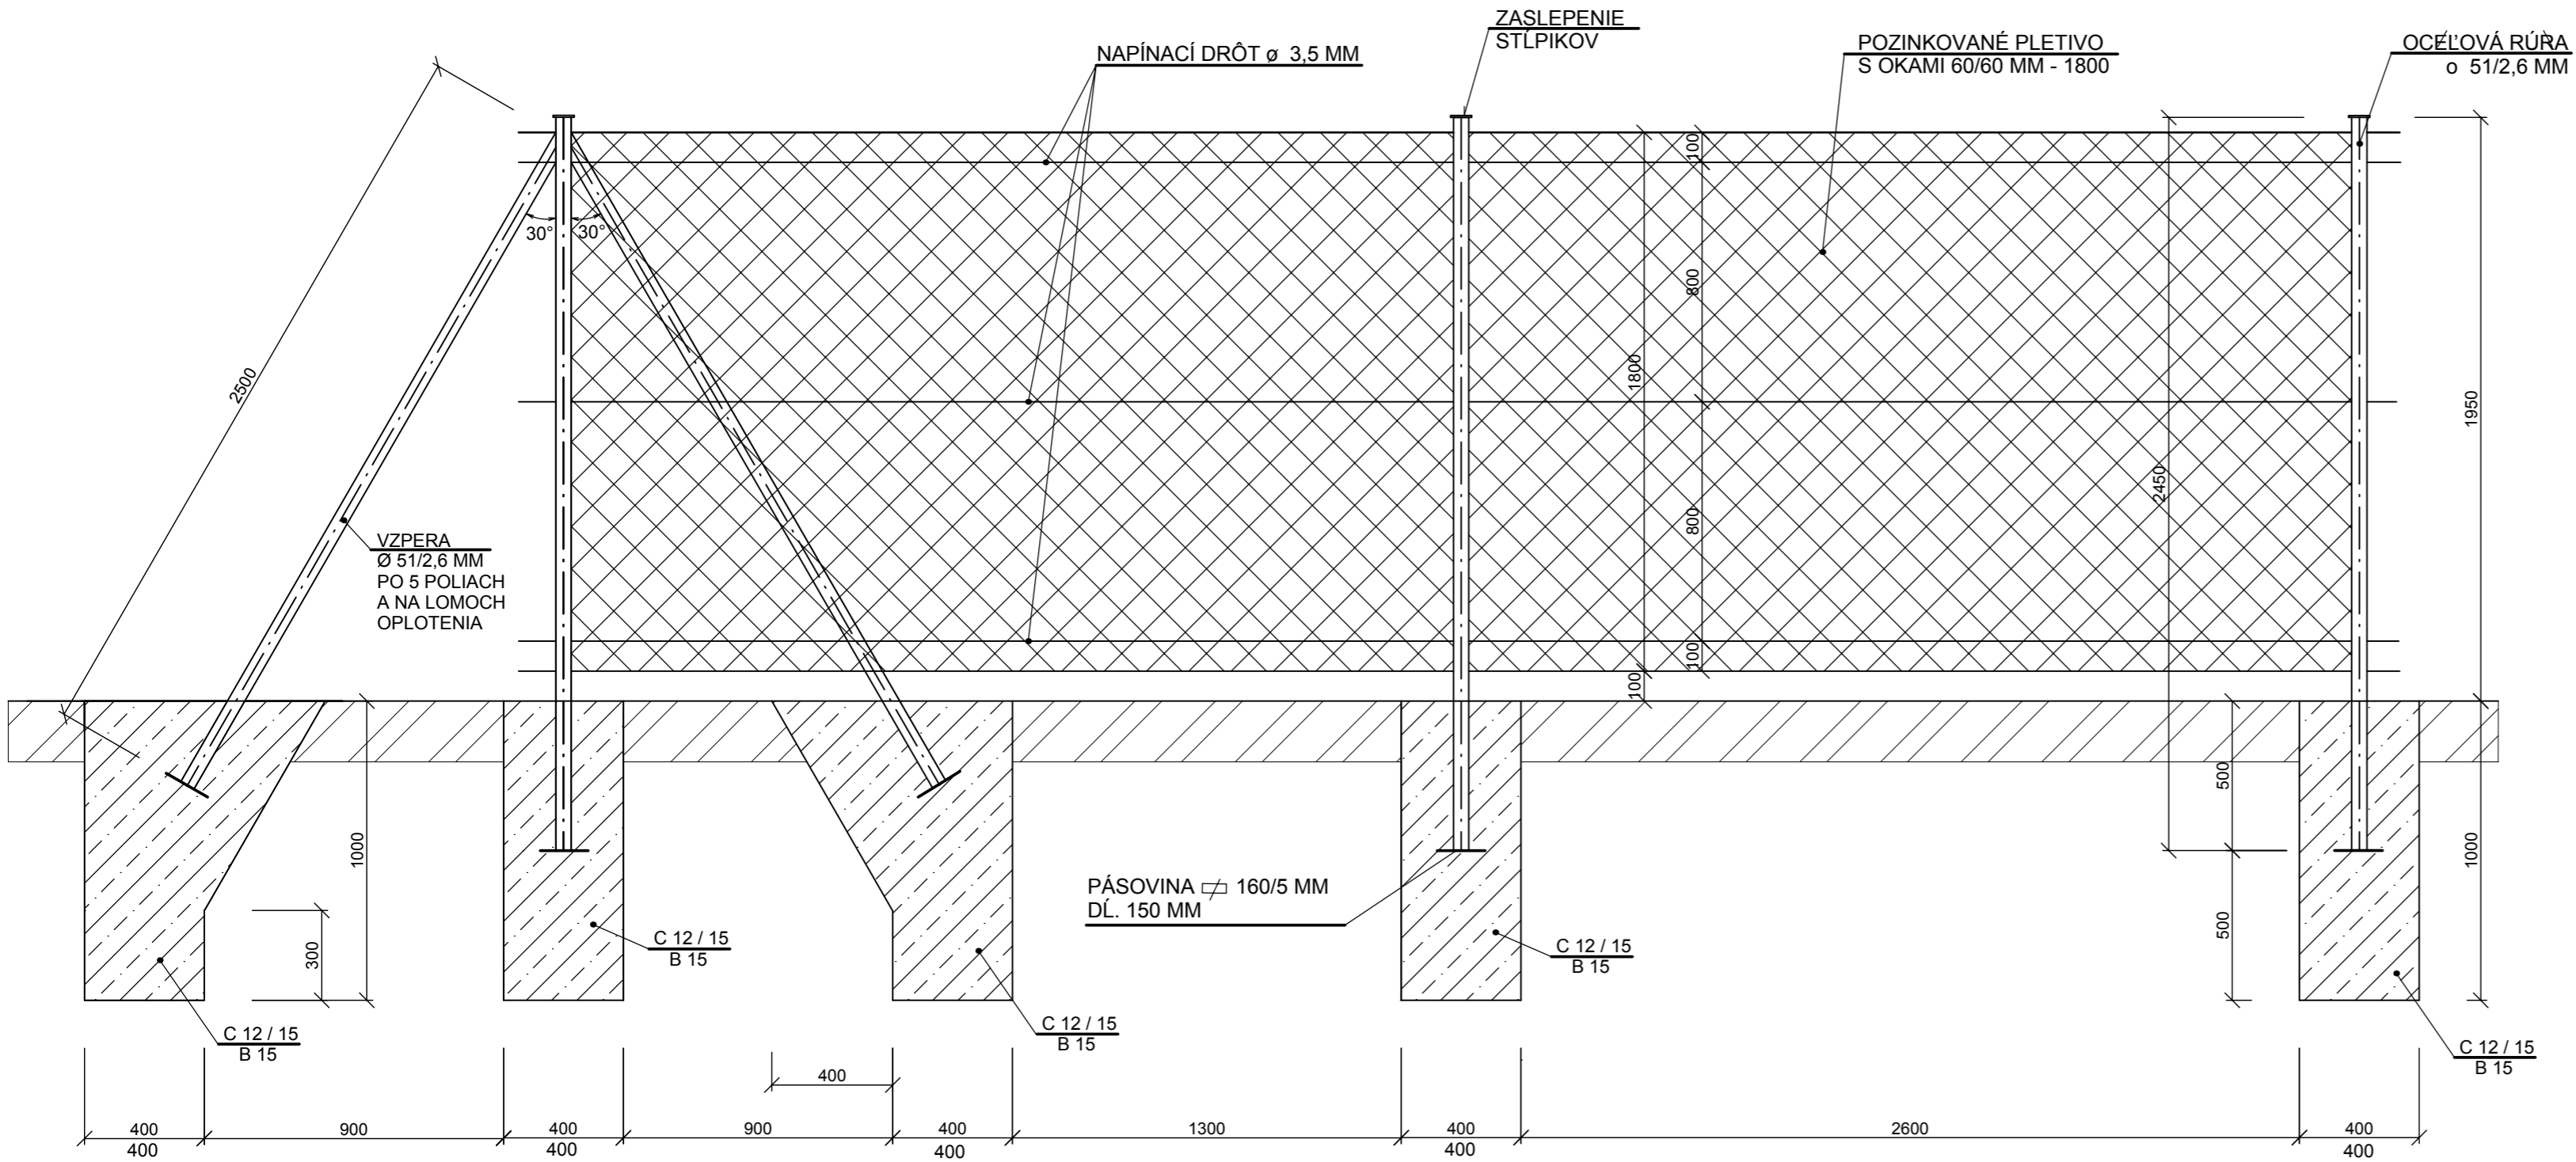 ZASLEPENIE
STĹPIKOV
NAPÍNACÍ DRÔT ø 3,5 MM
POZINKOVANÉ PLETIVO
S OKAMI 60/60 MM - 1800
OCEĽOVÁ RÚRA
o 51/2,6 MM
100
30°
30°
800
2500
1800
1950
2450
800
VZPERA
Ø 51/2,6 MM
PO 5 POLIACH
A NA LOMOCH
OPLOTENIA
100
100
500
1000
1000
PÁSOVINA 160/5 MM
DĹ. 150 MM
500
300
C 12 / 15
B 15
C 12 / 15
B 15
C 12 / 15
B 15
C 12 / 15
B 15
C 12 / 15
B 15
400
400 900 400 900 400 1300 400 2600 400
400 400 400 400 400